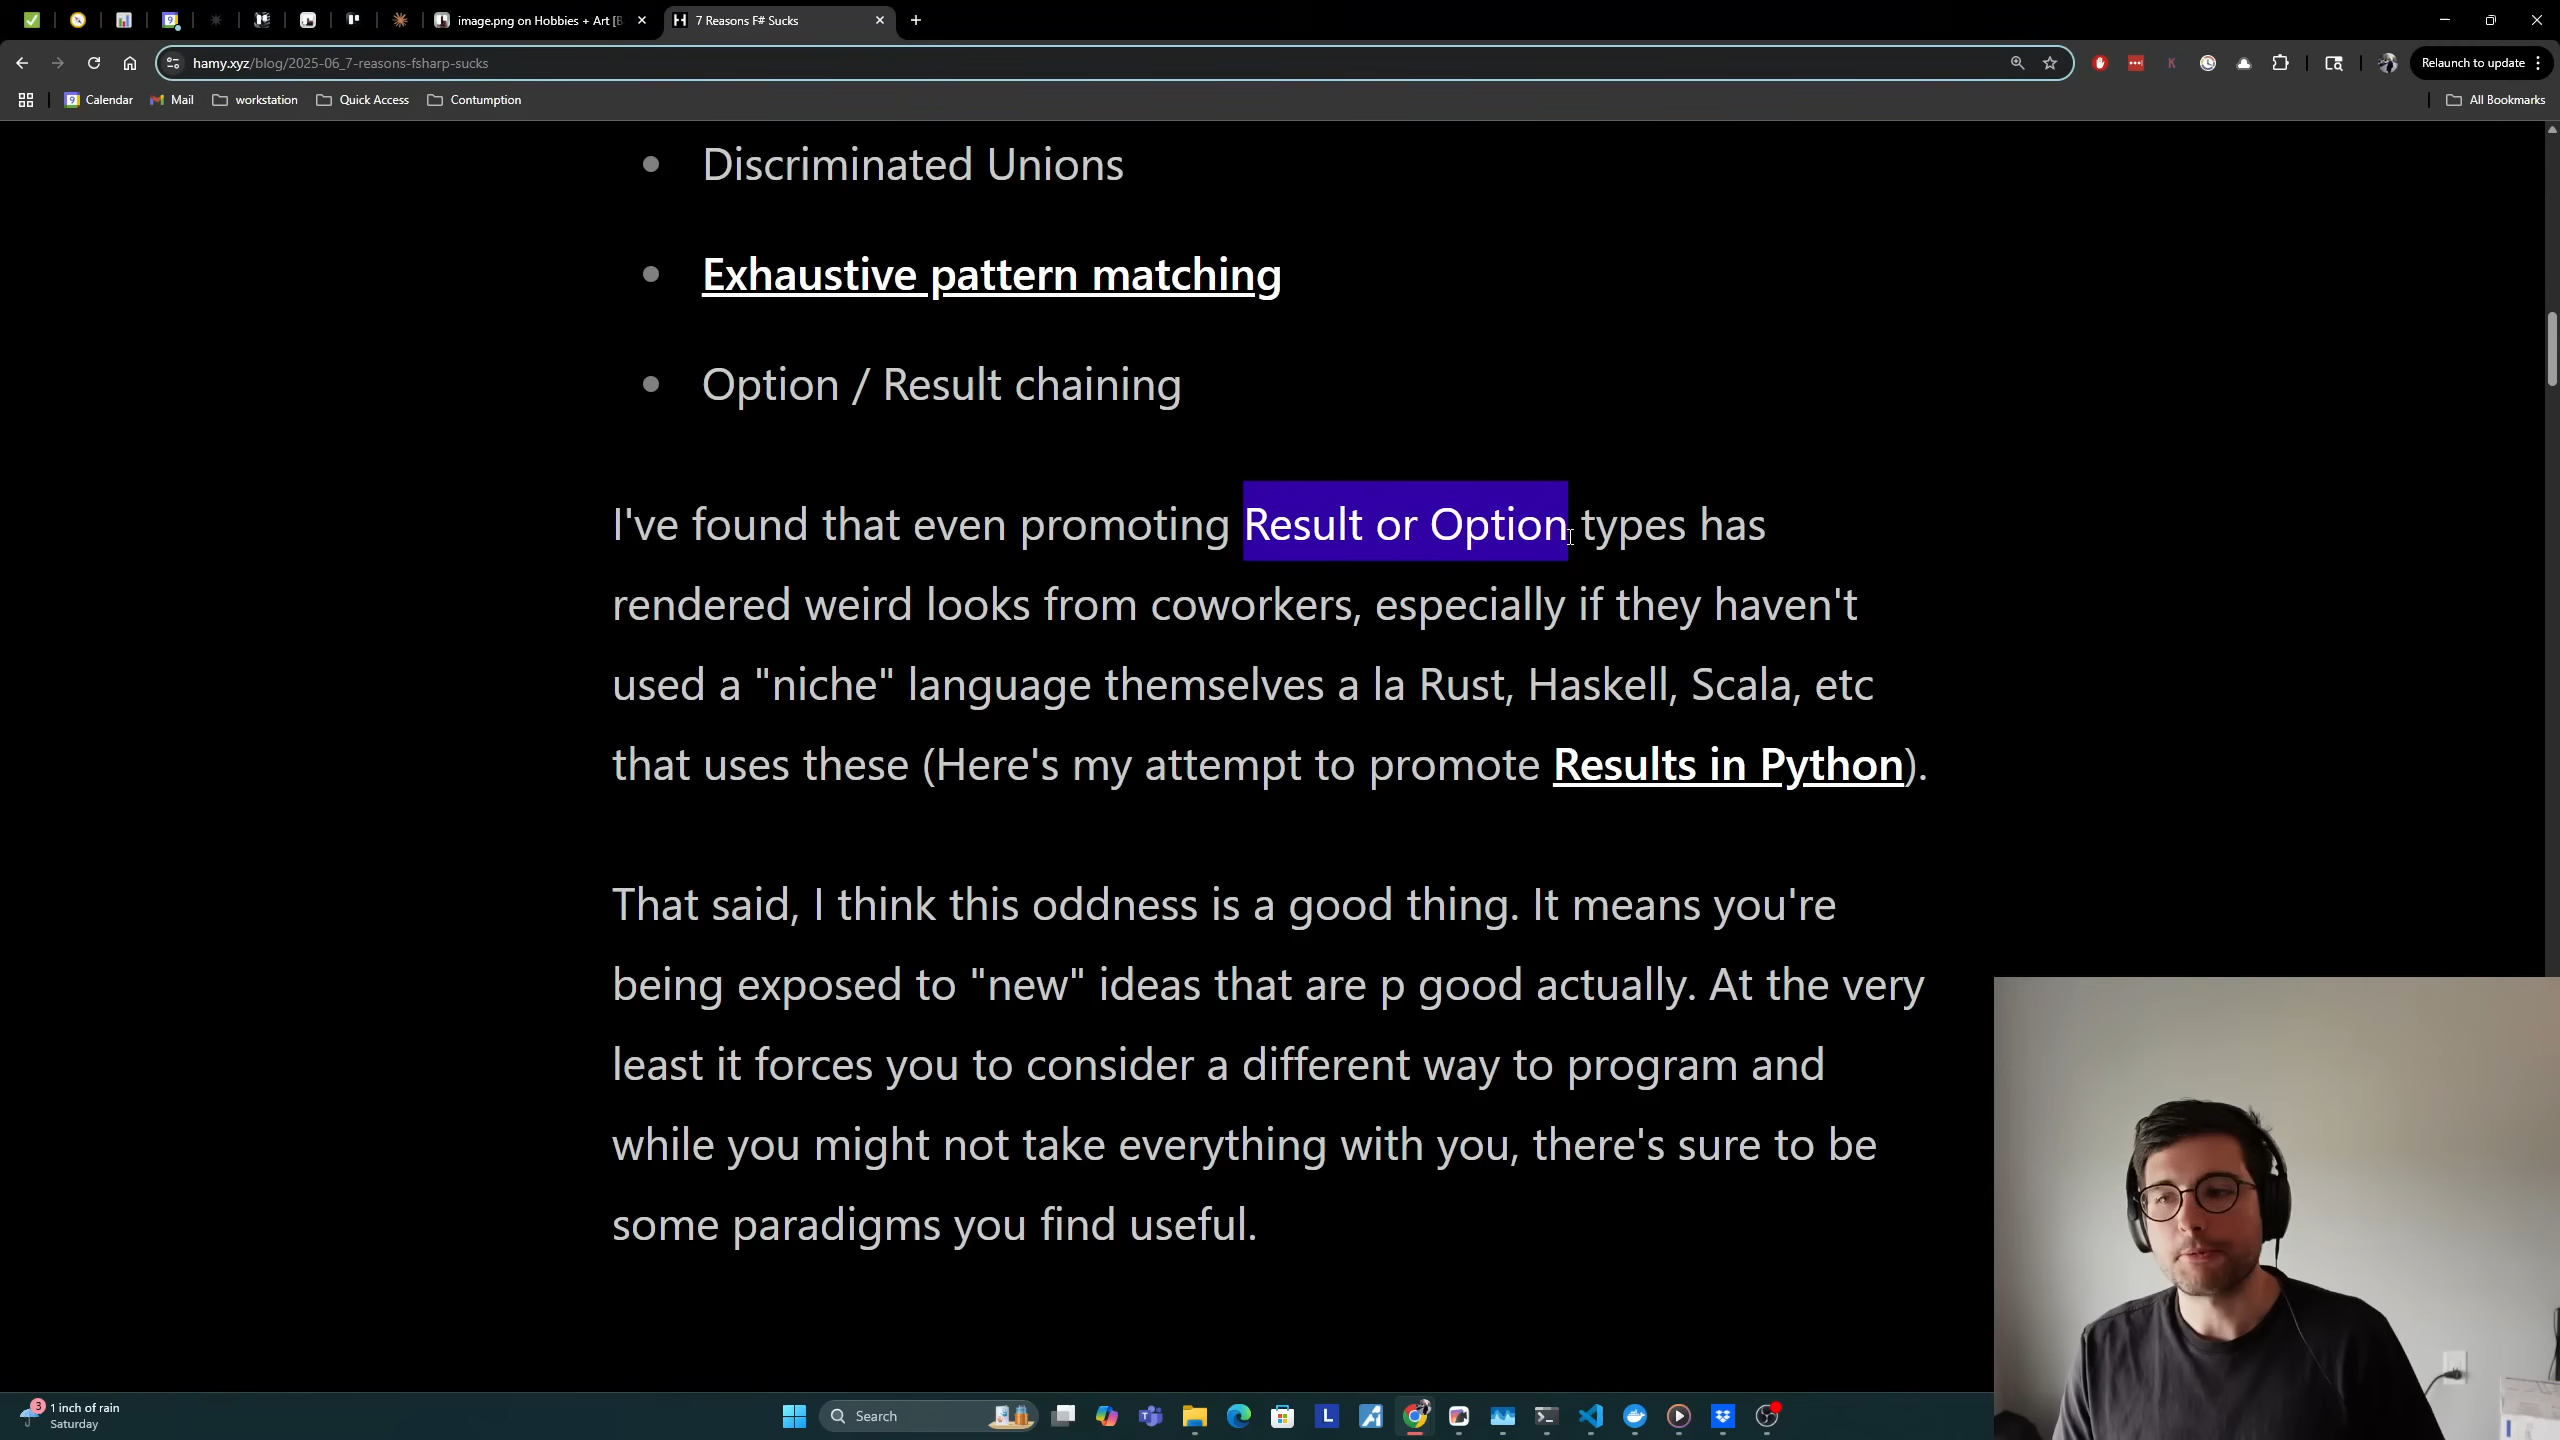 image.png on Hobbies + Art [B
7 Reasons F# Sucks
hamy.xyz/blog/2025-06_7-reasons-fsharp-sucks
Relaunch to update
Calendar
Mail
workstation
Quick Access
Contumption
All Bookmarks
Discriminated Unions
Exhaustive pattern matching
Option / Result chaining
I've found that even promoting Result or Option types has
rendered weird looks from coworkers, especially if they haven't
used a "niche" language themselves a la Rust, Haskell, Scala, etc
that uses these (Here's my attempt to promote Results in Python).
That said, I think this oddness is a good thing. It means you're
being exposed to "new" ideas that are p good actually. At the very
least it forces you to consider a different way to program and
while you might not take everything with you, there's sure to be
some paradigms you find useful.
3
1 inch of rain
Saturday
Search
L